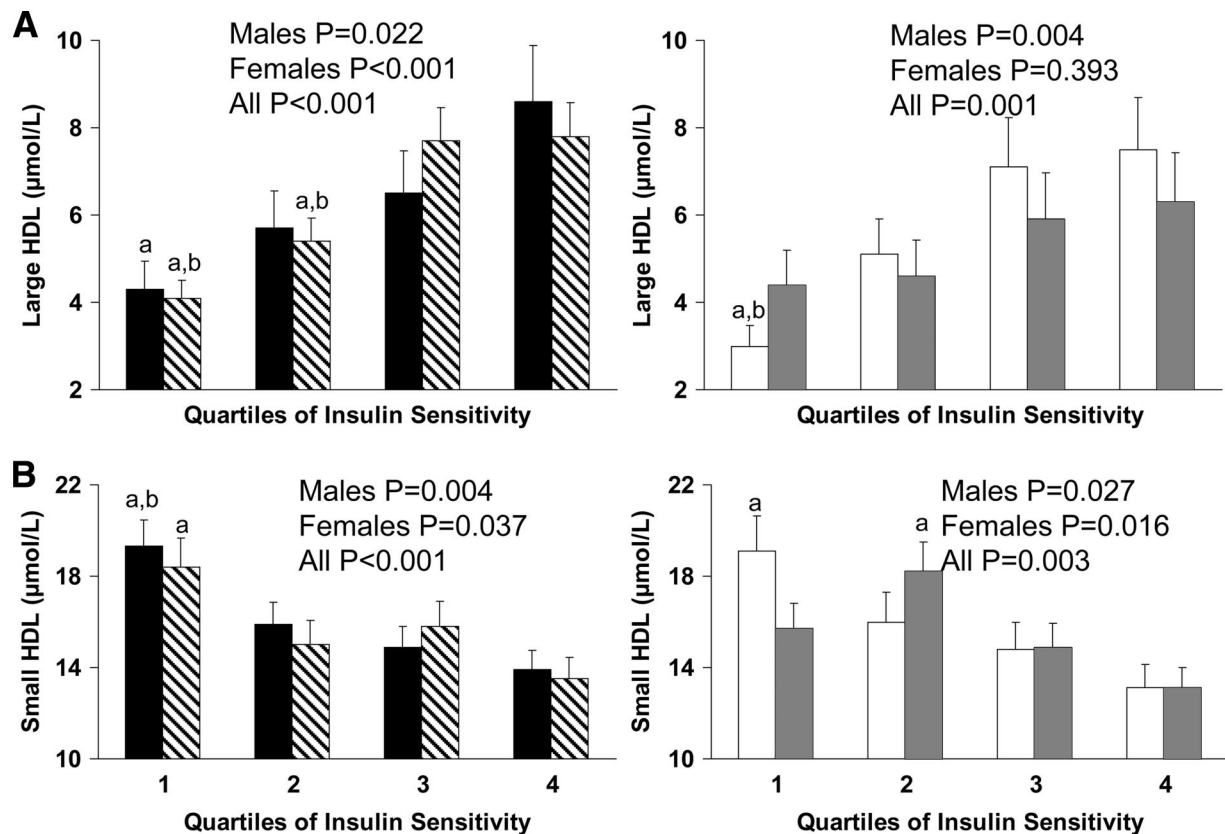 A
Males P=0.022
Females P<0.001
All P<0.001
Large HDL (μmol/L)
10
8
6
4
2
a
a,b
a,b
Quartiles of Insulin Sensitivity
Males P=0.004
Females P=0.393
All P=0.001
Large HDL (μmol/L)
10
8
6
4
2
a,b
Quartiles of Insulin Sensitivity
B
Males P=0.004
Females P=0.037
All P<0.001
Small HDL (μmol/L)
22
18
14
10
a,b
a
1 2 3 4
Quartiles of Insulin Sensitivity
Males P=0.027
Females P=0.016
All P=0.003
Small HDL (μmol/L)
22
18
14
10
a
a
1 2 3 4
Quartiles of Insulin Sensitivity